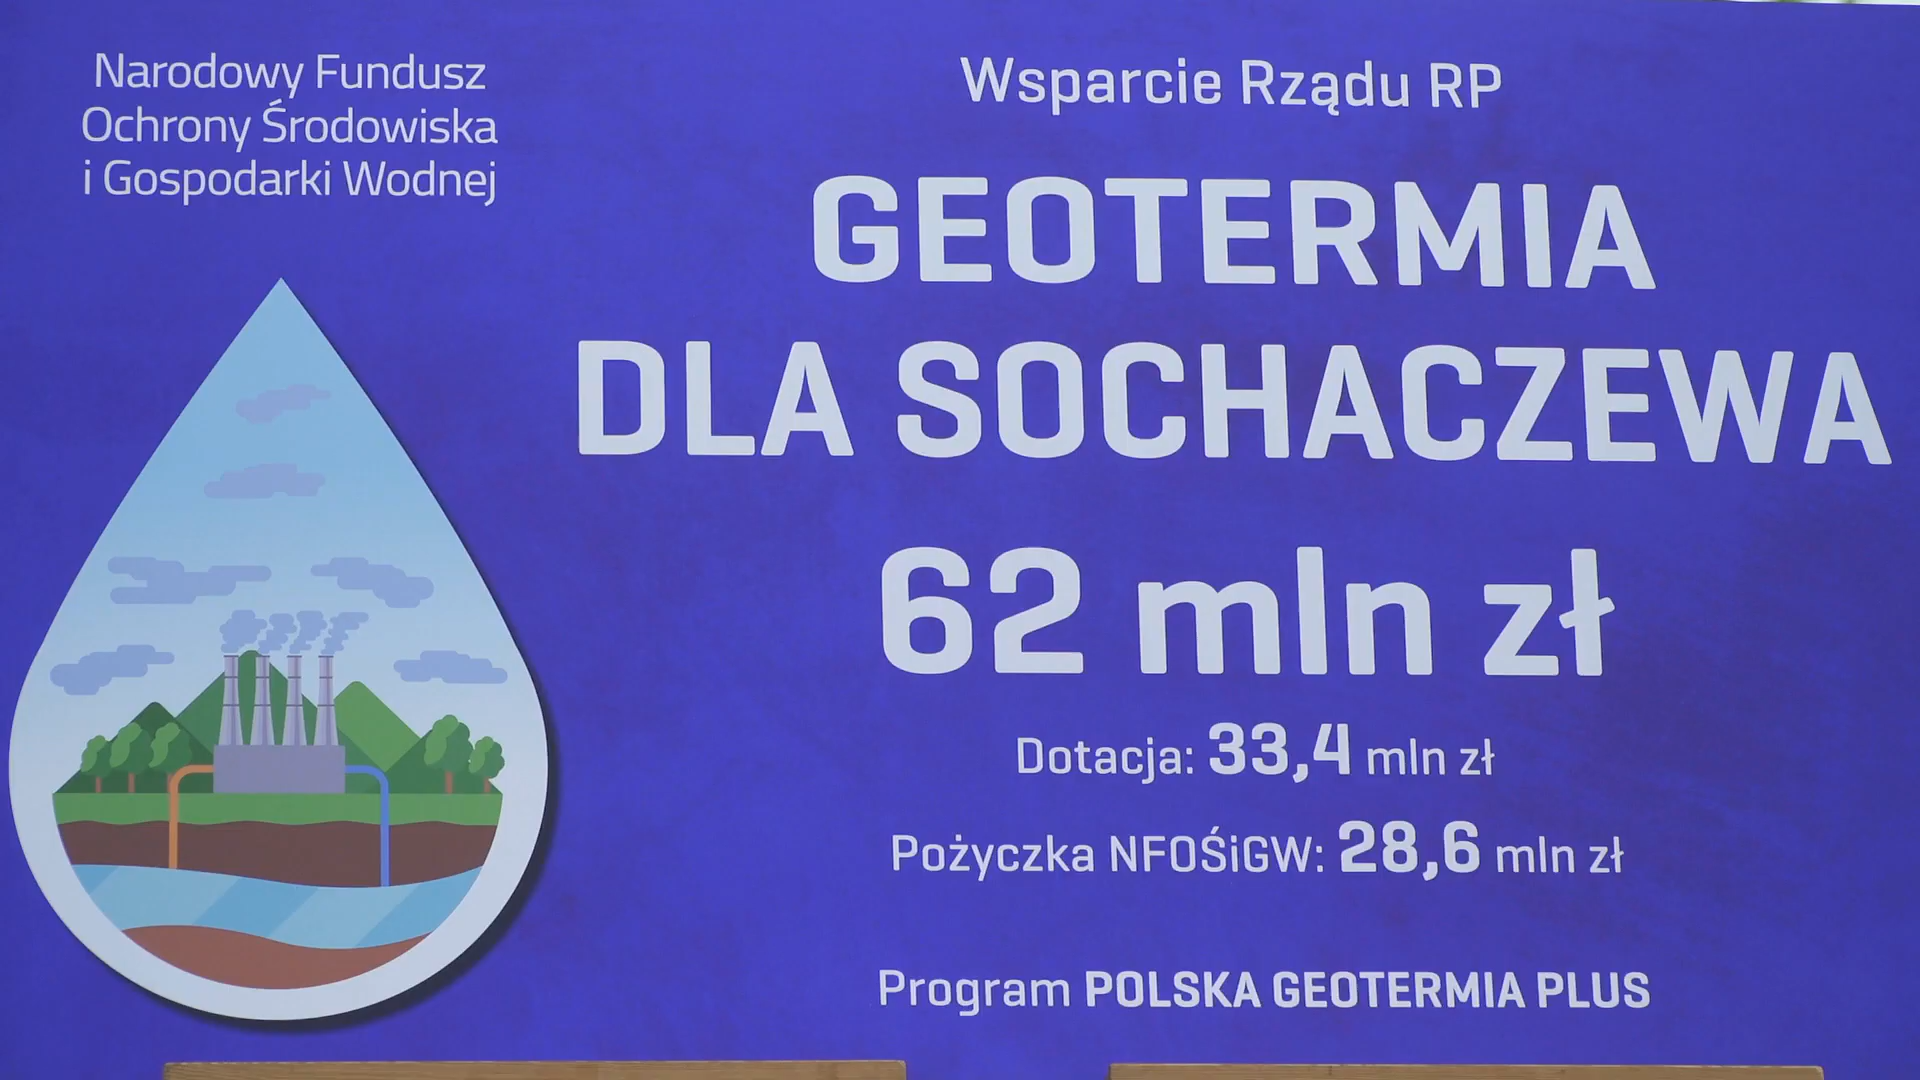 Narodowy Fundusz
Ochrony Środowiska
i Gospodarki Wodnej
Wsparcie Rządu RP
GEOTERMIA
DLA SOCHACZEWA
62 mln zł
Dotacja: 33,4 mln zł
Pożyczka NFOŚiGW: 28,6 mln zł
Program POLSKA GEOTERMIA PLUS